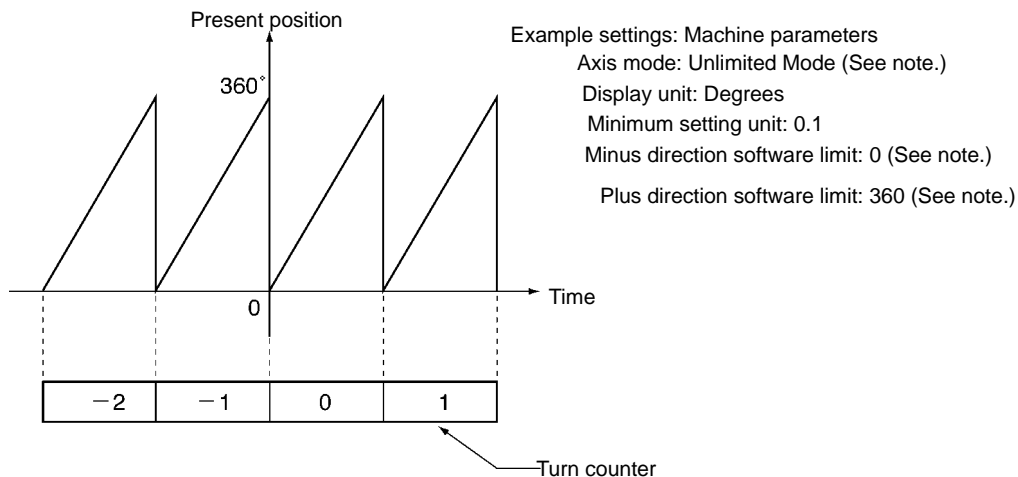 Present position
Example settings: Machine parameters
Axis mode: Unlimited Mode (See note.)
360°
Display unit: Degrees
Minimum setting unit: 0.1
Minus direction software limit: 0 (See note.)
Plus direction software limit: 360 (See note.)
0
Time
−2 −1 0 1
Turn counter